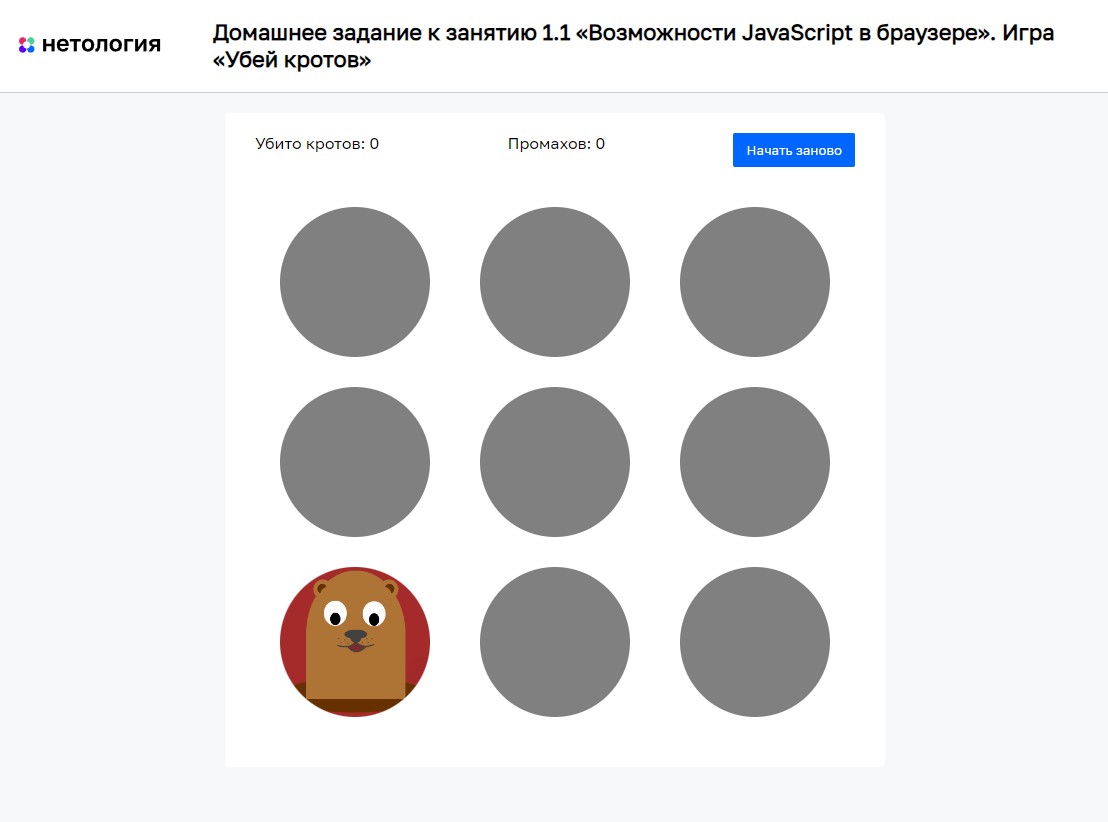 нетология
Домашнее задание к занятию 1.1 «Возможности JavaScript в браузере». Игра
«Убей кротов»
Убито кротов: 0
Промахов: 0
Начать заново